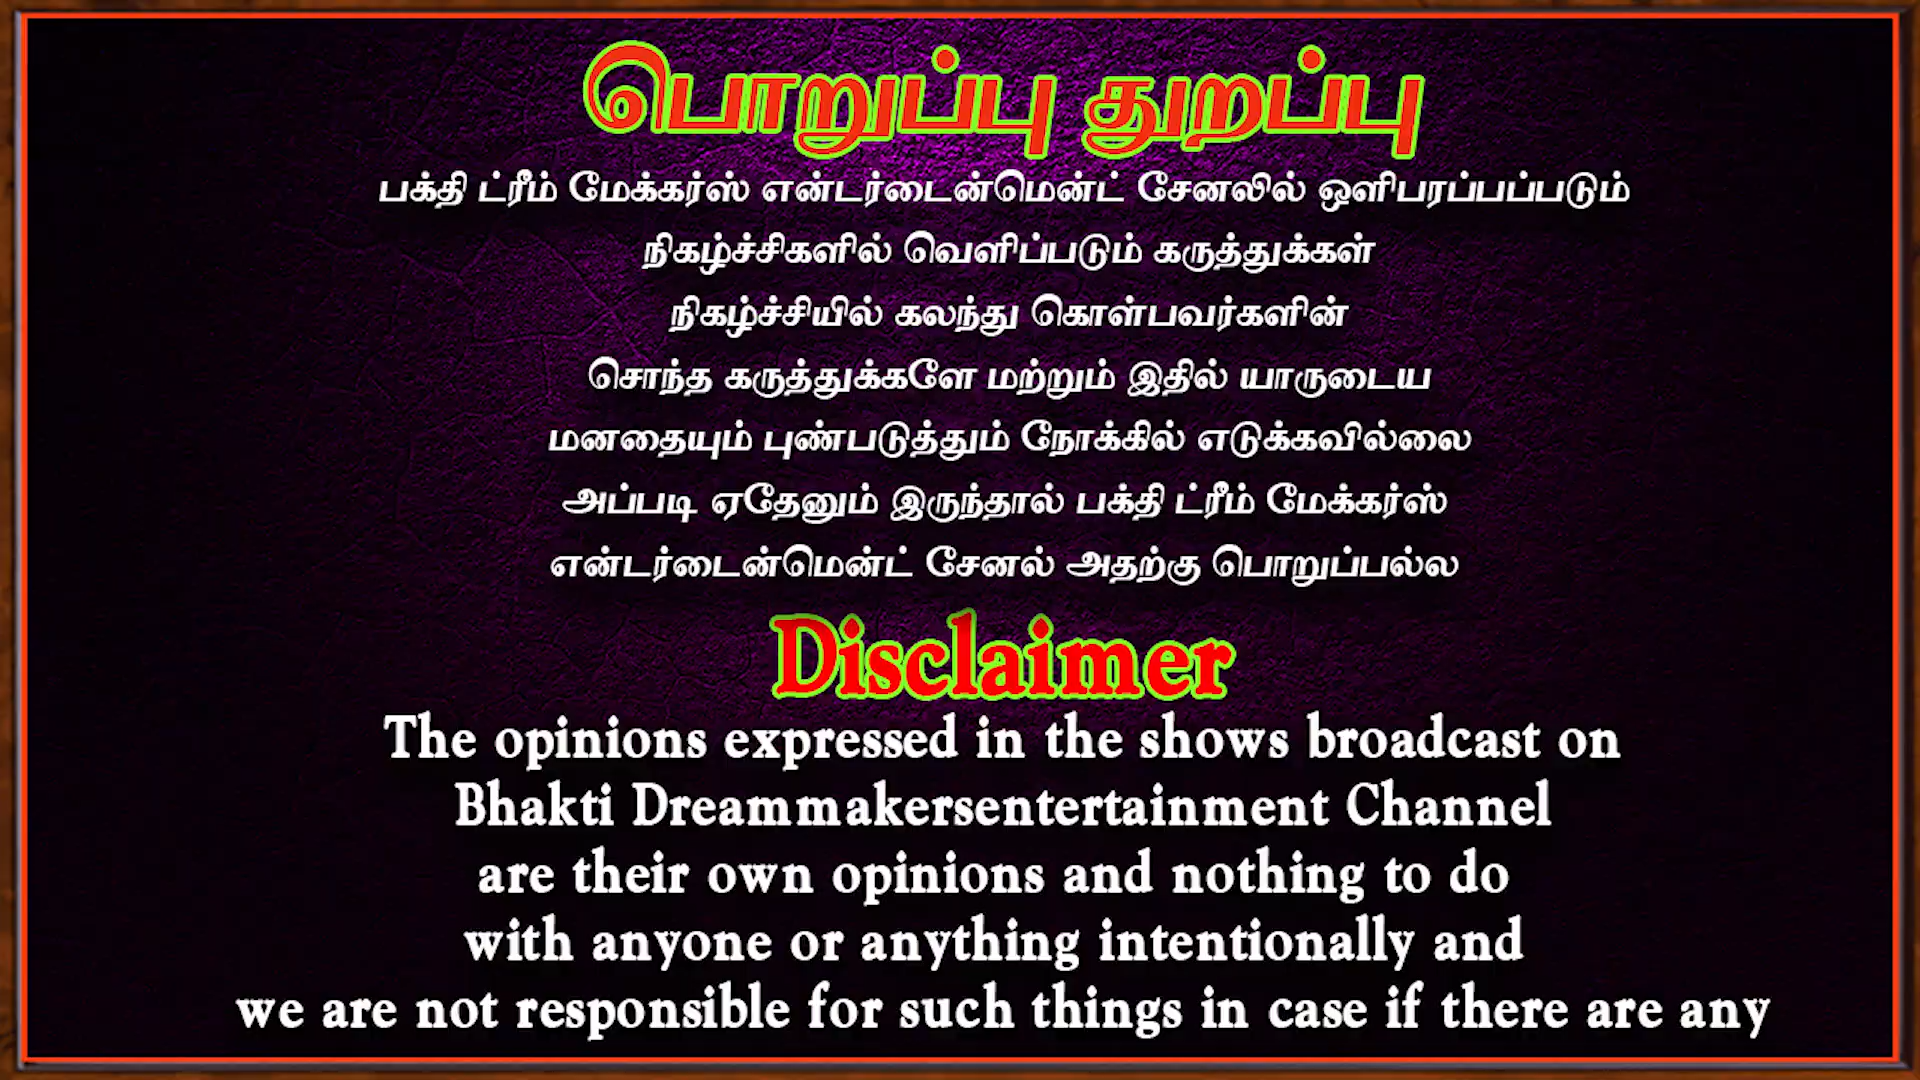 பொறுப்பு துறப்பு
பக்தி ட்ரீம் மேக்கர்ஸ் என்டர்டைன்மென்ட் சேனலில் ஒளிபரப்பப்படும்
நிகழ்ச்சிகளில் வெளிப்படும் கருத்துக்கள்
நிகழ்ச்சியில் கலந்து கொள்பவர்களின்
சொந்த கருத்துக்களே மற்றும் இதில் யாருடைய
மனதையும் புண்படுத்தும் நோக்கில் எடுக்கவில்லை
அப்படி ஏதேனும் இருந்தால் பக்தி ட்ரீம் மேக்கர்ஸ்
என்டர்டைன்மென்ட் சேனல் அதற்கு பொறுப்பல்ல
Disclaimer
The opinions expressed in the shows broadcast on
Bhakti Dreammakersentertainment Channel
are their own opinions and nothing to do
with anyone or anything intentionally and
we are not responsible for such things in case if there are any